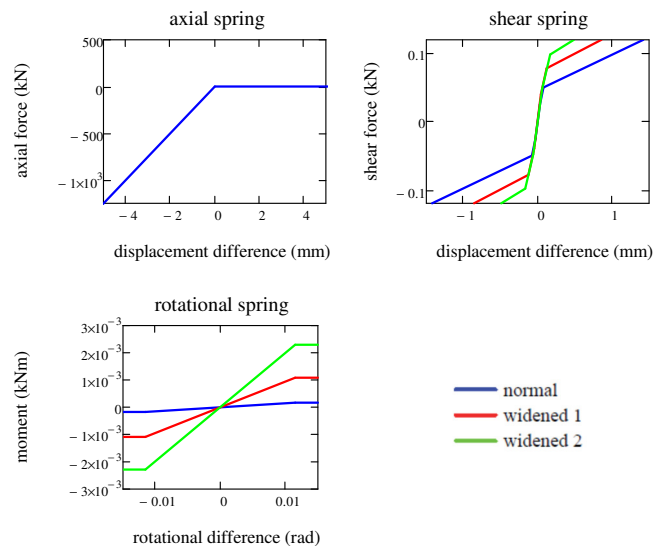 axial spring
axial force (kN)
500
0
− 500
− 1×10³
− 4
− 2
0
2
4
displacement difference (mm)
shear spring
shear force (kN)
0.1
0
− 0.1
− 1
0
1
displacement difference (mm)
rotational spring
moment (kNm)
3×10⁻³
2×10⁻³
1×10⁻³
0
− 1×10⁻³
− 2×10⁻³
− 3×10⁻³
− 0.01
0
0.01
rotational difference (rad)
normal
widened 1
widened 2